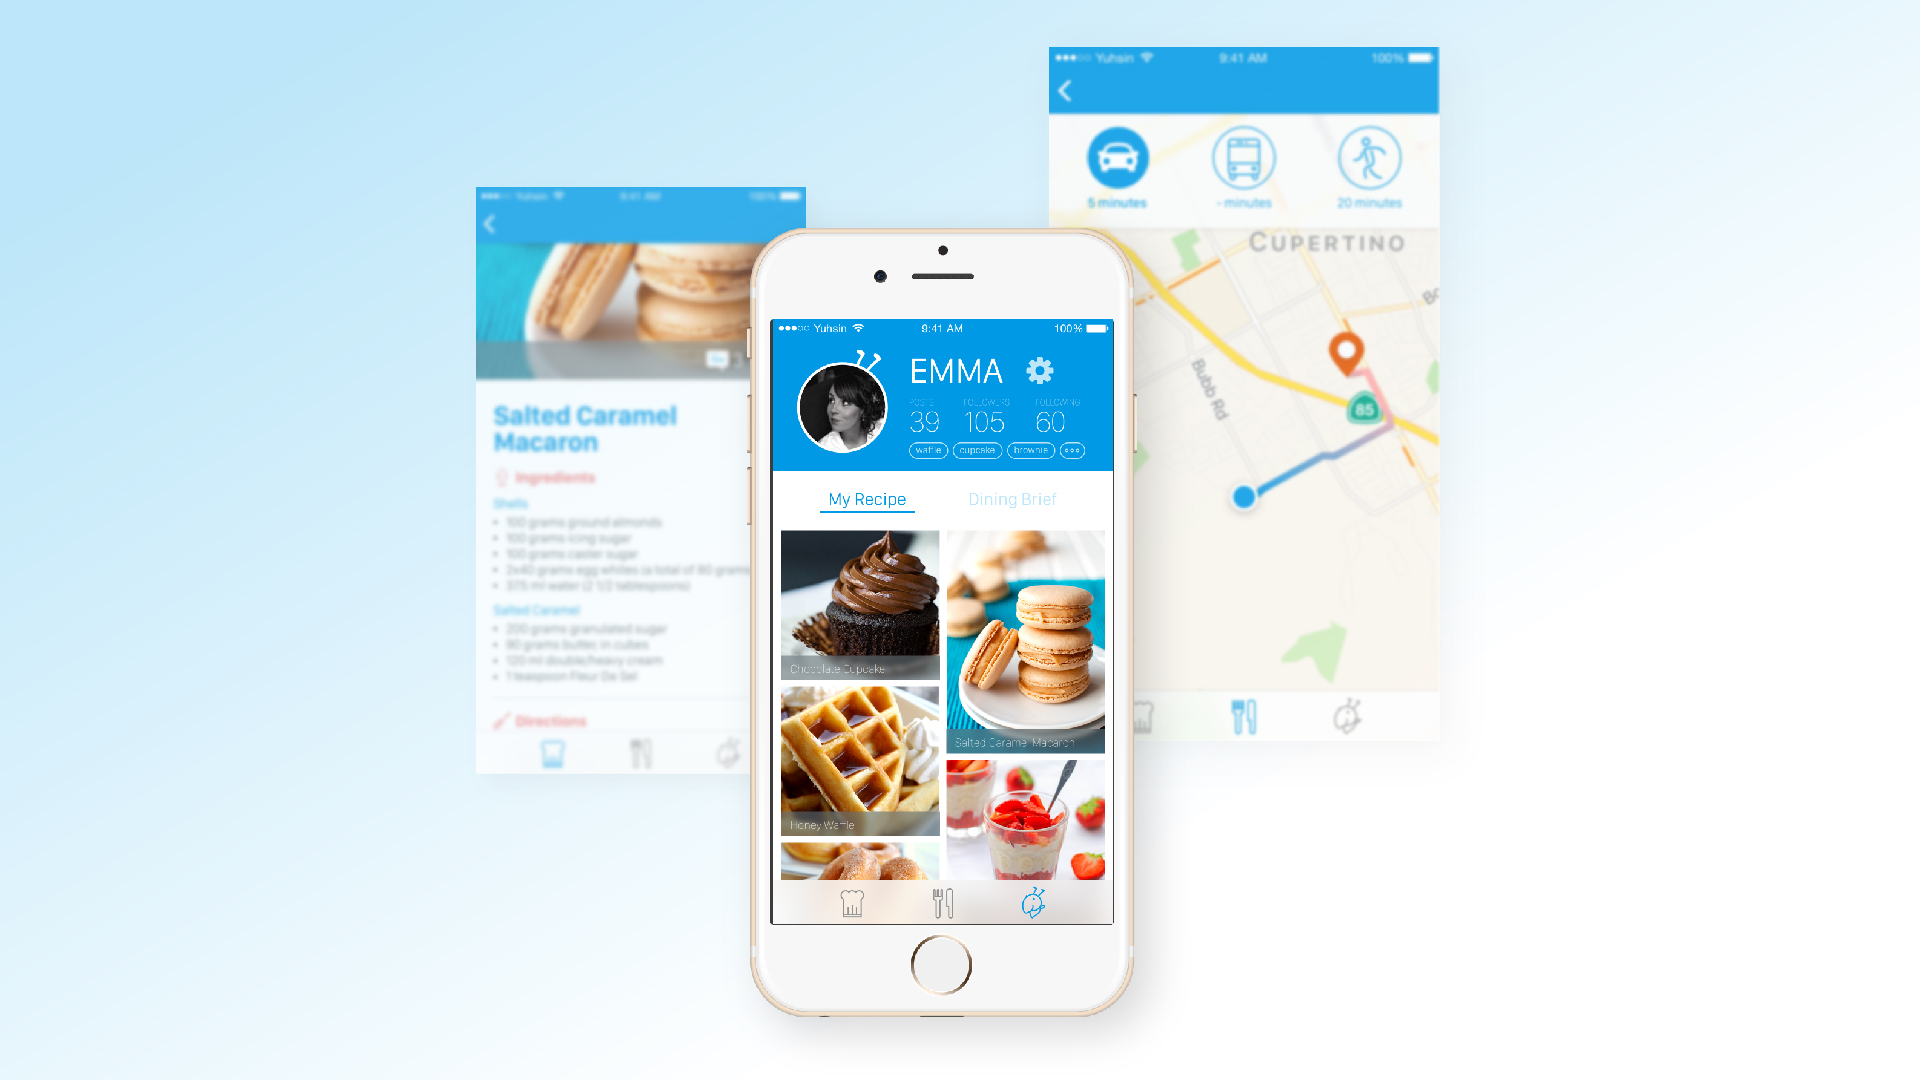 Yuhsin 9:41 AM 100%
Salted Caramel
Macaron
Ingredients
Shells
• 100 grams ground almonds
• 100 grams icing sugar
• 100 grams caster sugar
• 2x40 grams egg whites (a total of 80 grams
• 37.5 ml water (2 1/2 tablespoons)
Salted Caramel
• 200 grams granulated sugar
• 90 grams butter, in cubes
• 120 ml double/heavy cream
• 1 teaspoon Fleur De Sel
Directions
Yuhsin 9:41 AM 100%
EMMA
POSTS FOLLOWERS FOLLOWING
39 105 60
waffle cupcake brownie
My Recipe Dining Brief
Chocolate Cupcake
Salted Caramel Macaron
Honey Waffle
Yuhsin 9:41 AM 100%
5 minutes - minutes 20 minutes
CUPERTINO
Bubb Rd
85